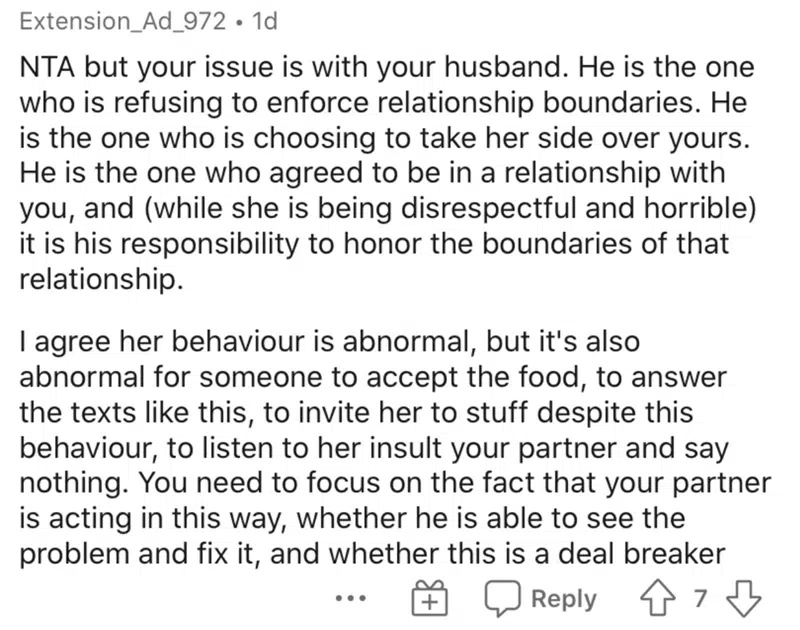 Extension_Ad_972 • 1d
NTA but your issue is with your husband. He is the one
who is refusing to enforce relationship boundaries. He
is the one who is choosing to take her side over yours.
He is the one who agreed to be in a relationship with
you, and (while she is being disrespectful and horrible)
it is his responsibility to honor the boundaries of that
relationship.
I agree her behaviour is abnormal, but it's also
abnormal for someone to accept the food, to answer
the texts like this, to invite her to stuff despite this
behaviour, to listen to her insult your partner and say
nothing. You need to focus on the fact that your partner
is acting in this way, whether he is able to see the
problem and fix it, and whether this is a deal breaker
... Reply 7